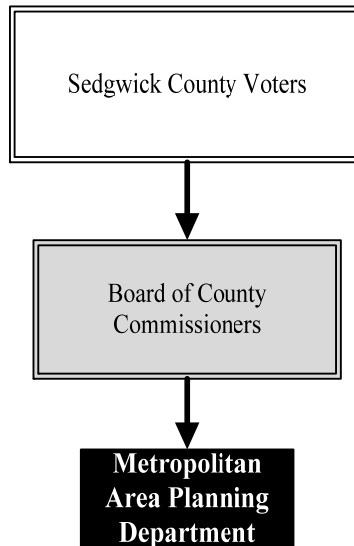 Sedgwick County Voters
Board of County
Commissioners
Metropolitan
Area Planning
Department